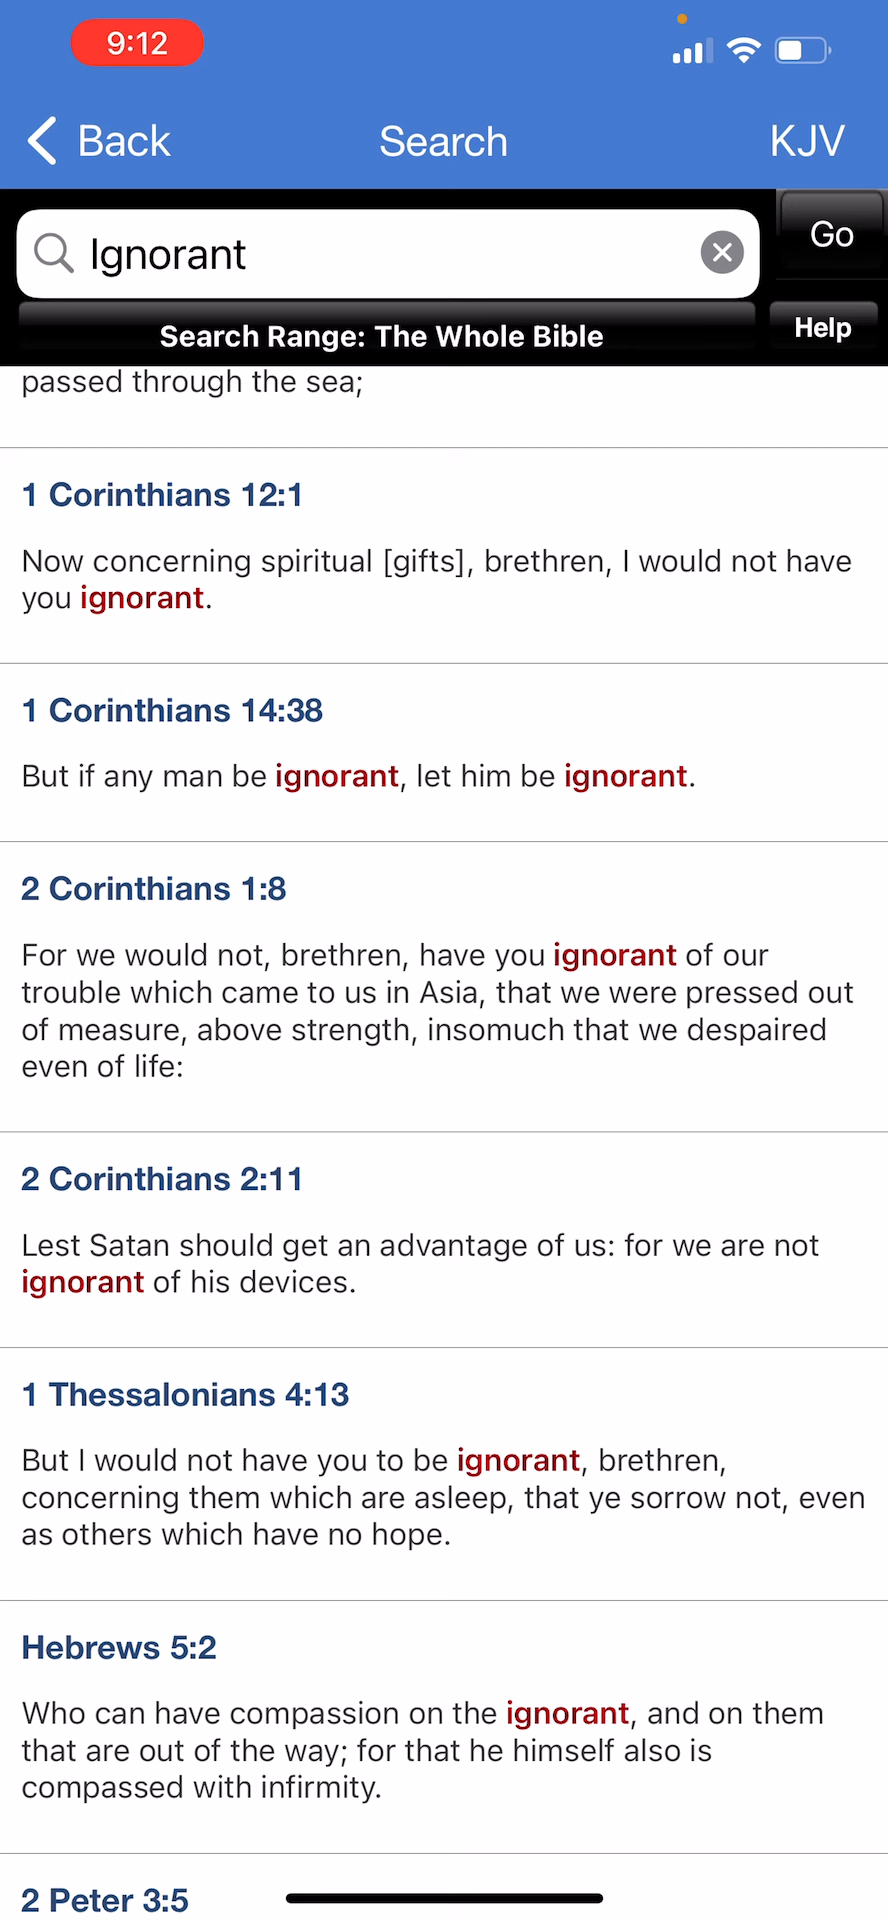 9:12
Back
Search
KJV
Ignorant
Go
Search Range: The Whole Bible
Help
passed through the sea;
1 Corinthians 12:1
Now concerning spiritual [gifts], brethren, I would not have
you ignorant.
1 Corinthians 14:38
But if any man be ignorant, let him be ignorant.
2 Corinthians 1:8
For we would not, brethren, have you ignorant of our
trouble which came to us in Asia, that we were pressed out
of measure, above strength, insomuch that we despaired
even of life:
2 Corinthians 2:11
Lest Satan should get an advantage of us: for we are not
ignorant of his devices.
1 Thessalonians 4:13
But I would not have you to be ignorant, brethren,
concerning them which are asleep, that ye sorrow not, even
as others which have no hope.
Hebrews 5:2
Who can have compassion on the ignorant, and on them
that are out of the way; for that he himself also is
compassed with infirmity.
2 Peter 3:5